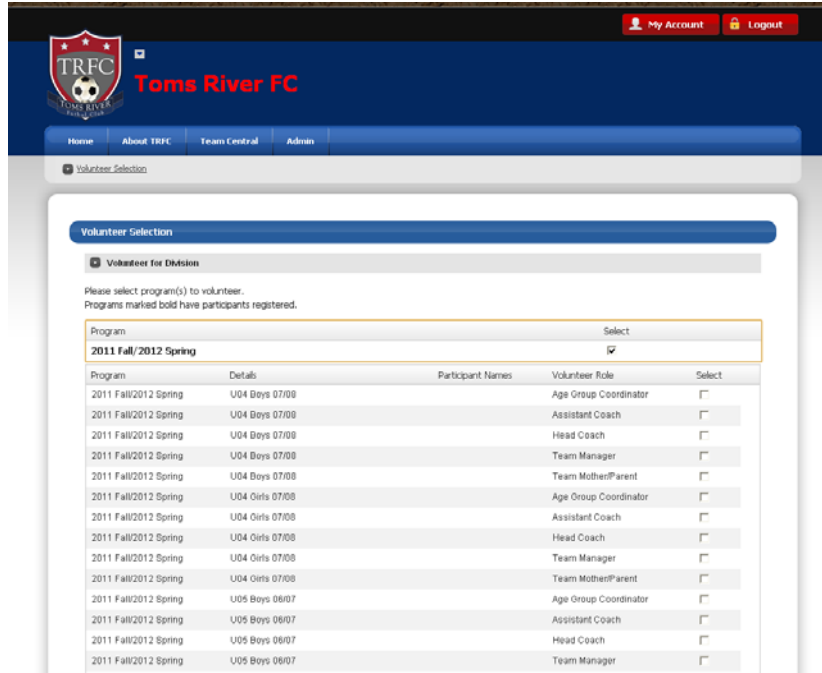 My Account Logout
TRFC
TOMS RIVER
Futbol Club
Toms River FC
Home About TRFC Team Central Admin
Volunteer Selection
Volunteer Selection
Volunteer for Division
Please select program(s) to volunteer.
Programs marked bold have participants registered.
Program Select
2011 Fall/2012 Spring
Program Details Participant Names Volunteer Role Select
2011 Fall/2012 Spring U04 Boys 07/08 Age Group Coordinator
2011 Fall/2012 Spring U04 Boys 07/08 Assistant Coach
2011 Fall/2012 Spring U04 Boys 07/08 Head Coach
2011 Fall/2012 Spring U04 Boys 07/08 Team Manager
2011 Fall/2012 Spring U04 Boys 07/08 Team Mother/Parent
2011 Fall/2012 Spring U04 Girls 07/08 Age Group Coordinator
2011 Fall/2012 Spring U04 Girls 07/08 Assistant Coach
2011 Fall/2012 Spring U04 Girls 07/08 Head Coach
2011 Fall/2012 Spring U04 Girls 07/08 Team Manager
2011 Fall/2012 Spring U04 Girls 07/08 Team Mother/Parent
2011 Fall/2012 Spring U05 Boys 06/07 Age Group Coordinator
2011 Fall/2012 Spring U05 Boys 06/07 Assistant Coach
2011 Fall/2012 Spring U05 Boys 06/07 Head Coach
2011 Fall/2012 Spring U05 Boys 06/07 Team Manager